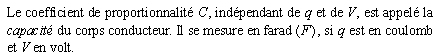 Le coefficient de proportionnalité C, indépendant de q et de V, est appelé la
capacité du corps conducteur. Il se mesure en farad (F), si q est en coulomb
et V en volt.